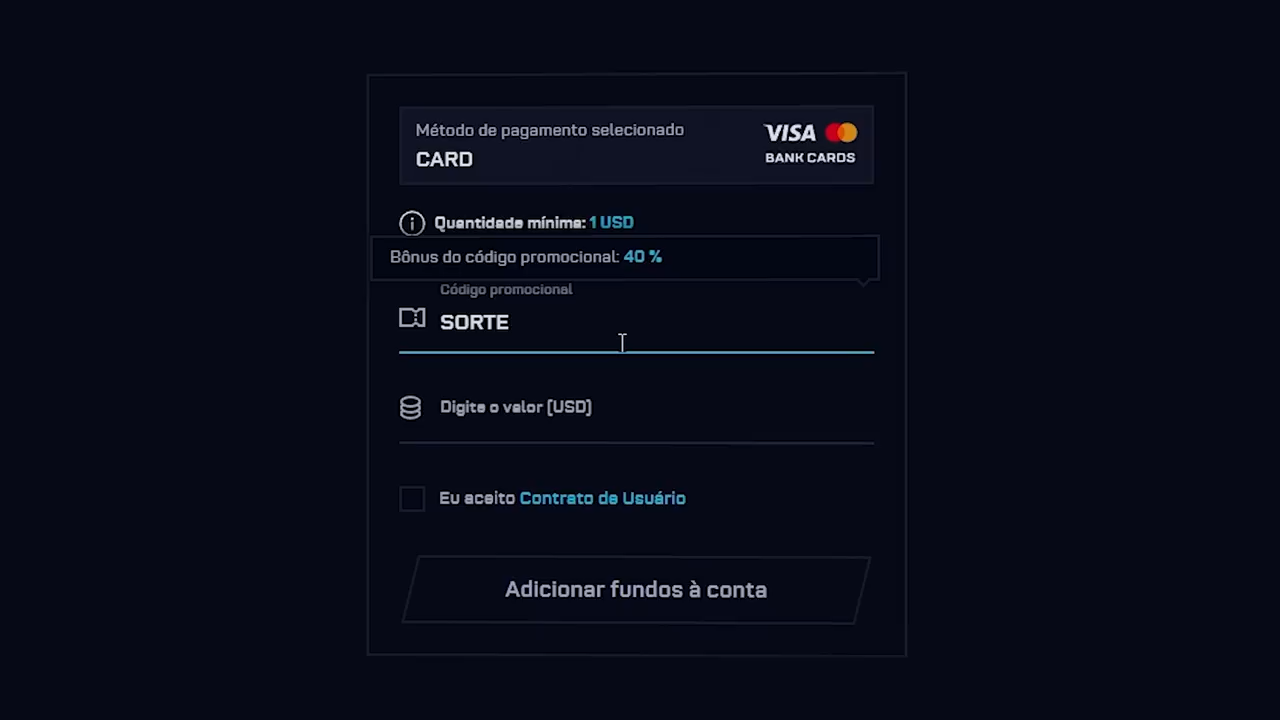 Método de pagamento selecionado
CARD
VISA
BANK CARDS
Quantidade mínima: 1 USD
Bônus do código promocional: 40 %
Código promocional
SORTE
Digite o valor (USD)
Eu aceito Contrato de Usuário
Adicionar fundos à conta